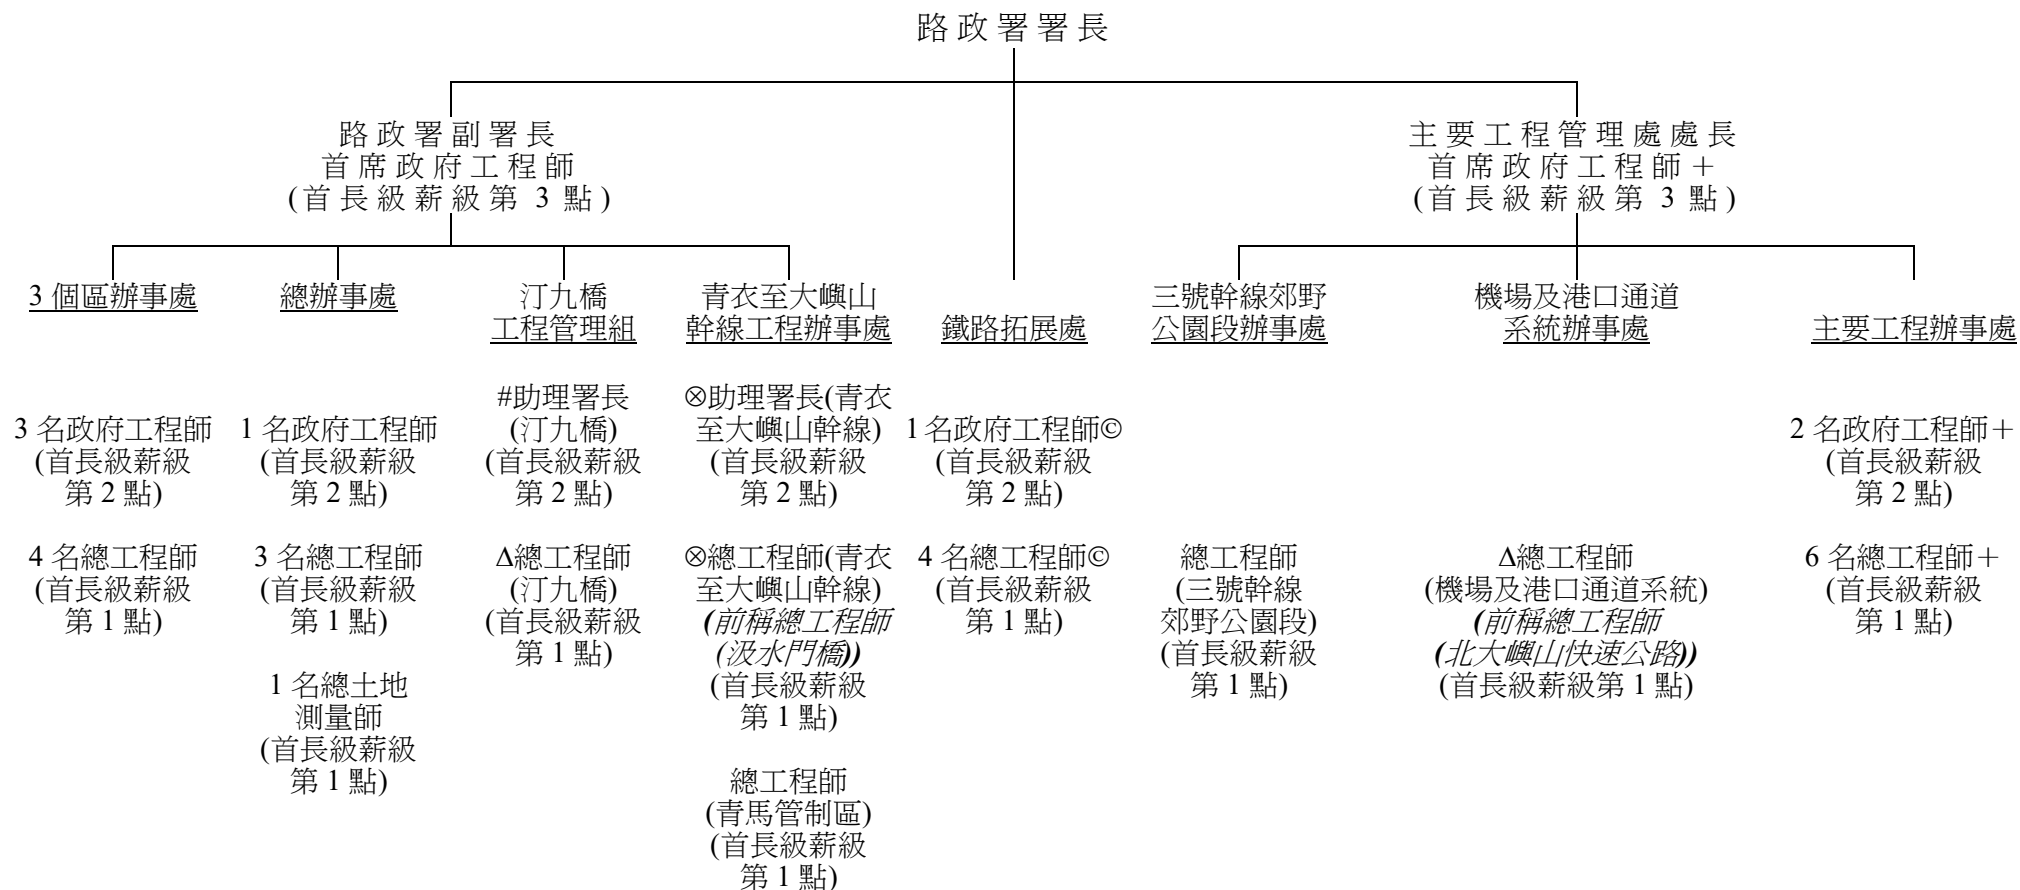 路政署署長
路政署副署長
首席政府工程師
(首長級薪級第 3 點)
主要工程管理處處長
首席政府工程師＋
(首長級薪級第 3 點)
3 個區辦事處
3 名政府工程師
(首長級薪級
第 2 點)
4 名總工程師
(首長級薪級
第 1 點)
總辦事處
1 名政府工程師
(首長級薪級
第 2 點)
3 名總工程師
(首長級薪級
第 1 點)
1 名總土地
測量師
(首長級薪級
第 1 點)
汀九橋
工程管理組
#助理署長
(汀九橋)
(首長級薪級
第 2 點)
Δ總工程師
(汀九橋)
(首長級薪級
第 1 點)
青衣至大嶼山
幹線工程辦事處
⊗助理署長(青衣
至大嶼山幹線)
(首長級薪級
第 2 點)
⊗總工程師(青衣
至大嶼山幹線)
(前稱總工程師
(汲水門橋))
(首長級薪級
第 1 點)
總工程師
(青馬管制區)
(首長級薪級
第 1 點)
鐵路拓展處
1 名政府工程師©
(首長級薪級
第 2 點)
4 名總工程師©
(首長級薪級
第 1 點)
三號幹線郊野
公園段辦事處
總工程師
(三號幹線
郊野公園段)
(首長級薪級
第 1 點)
機場及港口通道
系統辦事處
Δ總工程師
(機場及港口通道系統)
(前稱總工程師
(北大嶼山快速公路))
(首長級薪級第 1 點)
主要工程辦事處
2 名政府工程師＋
(首長級薪級
第 2 點)
6 名總工程師＋
(首長級薪級
第 1 點)